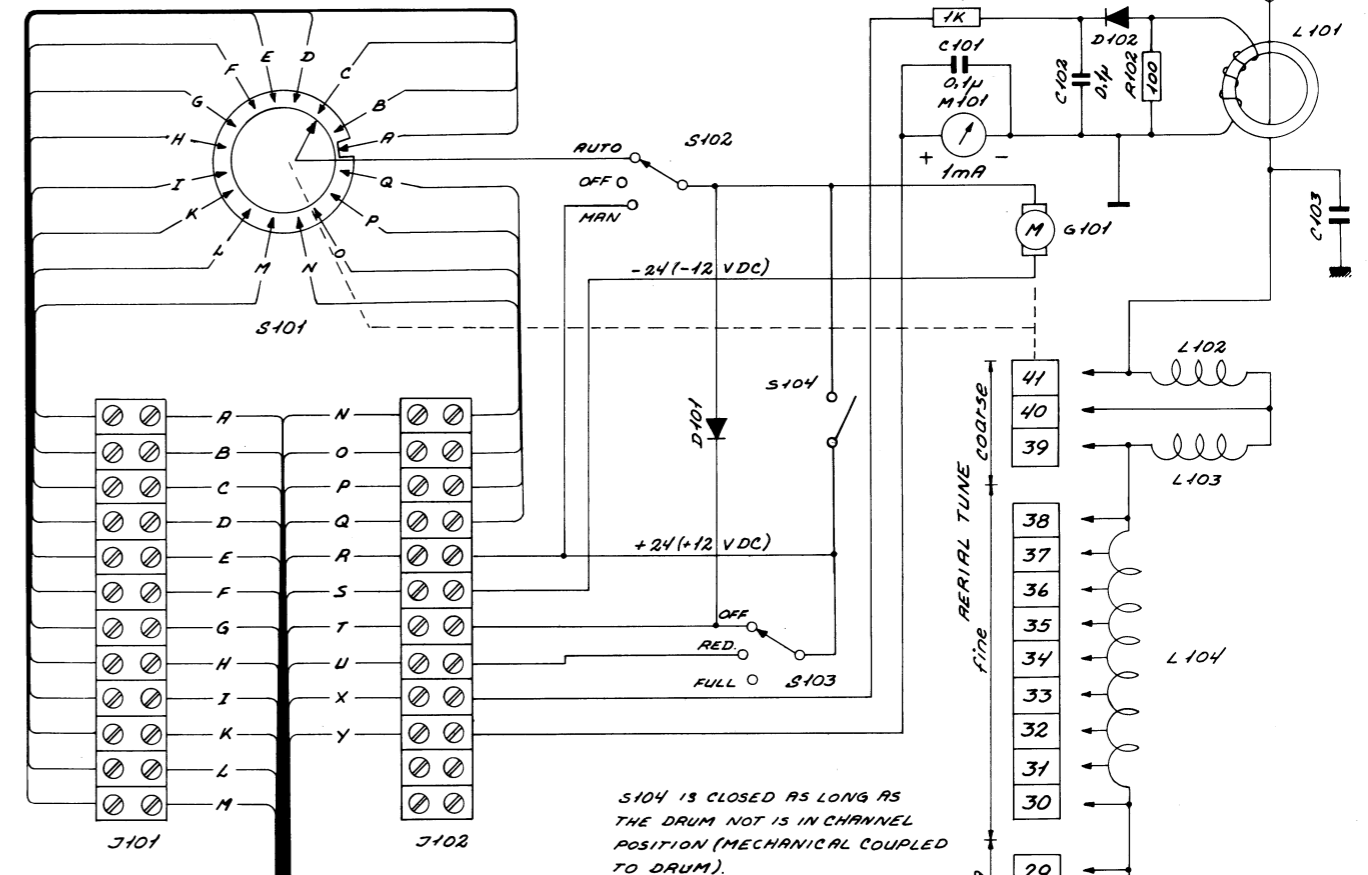 1K
L101
D102
C101
0,1µ
C102
0,1µ
R102
100
M101
+ -
1mA
C103
E D
F C
G B
H A
I Q
K P
L O
M N
S101
AUTO
OFF
MAN
S102
M G101
-24(-12 VDC)
S104
D101
+24(+12 VDC)
OFF
RED.
FULL
S103
A N
B O
C P
D Q
E R
F S
G T
H U
I X
K Y
L
M
J101 J102
AERIAL TUNE
coarse
fine
41
40
39
38
37
36
35
34
33
32
31
30
29
L102
L103
L104
S104 IS CLOSED AS LONG AS
THE DRUM NOT IS IN CHANNEL
POSITION (MECHANICAL COUPLED
TO DRUM).